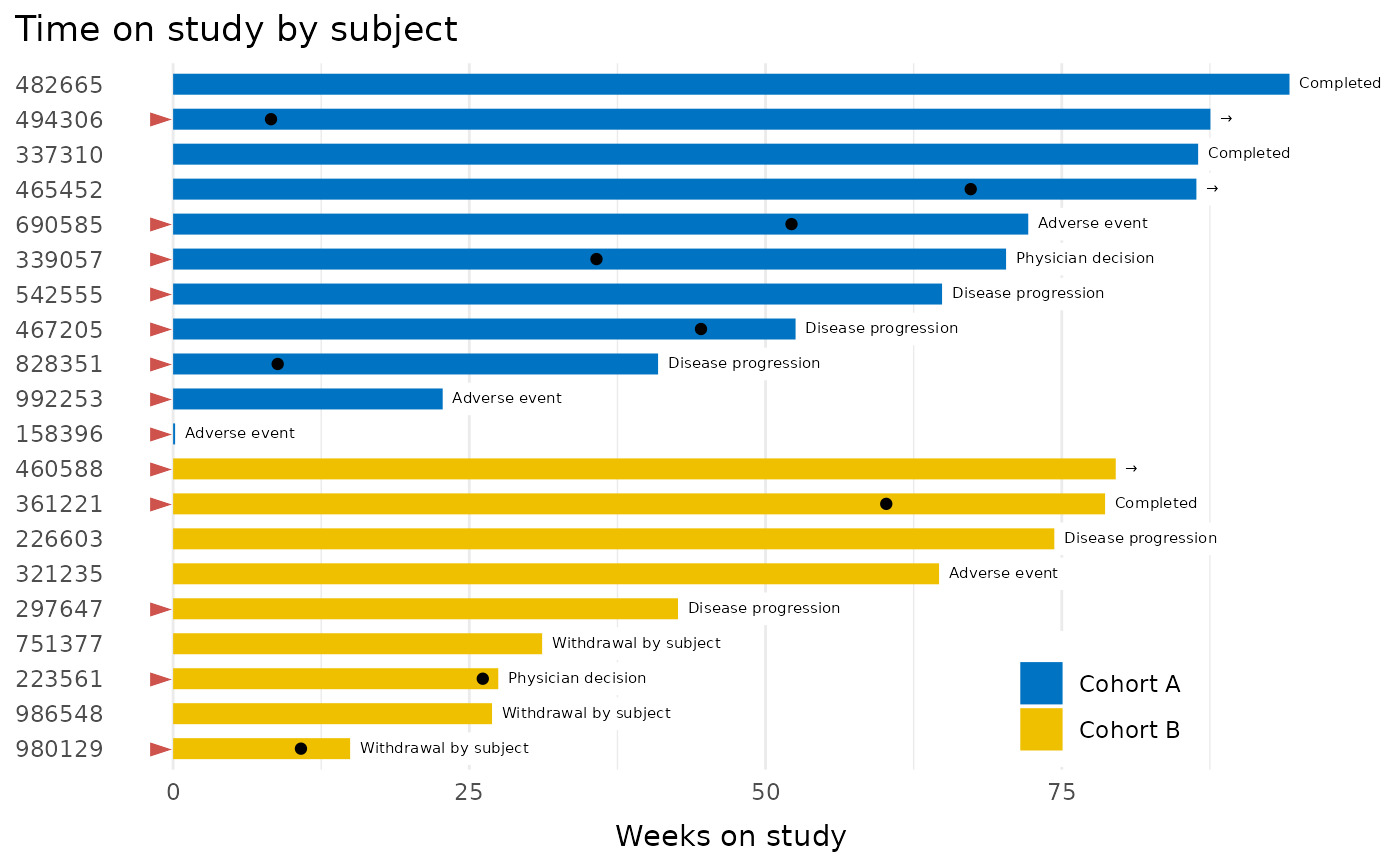 Time on study by subject
482665 Completed
494306 →
337310 Completed
465452 →
690585 Adverse event
339057 Physician decision
542555 Disease progression
467205 Disease progression
828351 Disease progression
992253 Adverse event
158396 Adverse event
460588 →
361221 Completed
226603 Disease progression
321235 Adverse event
297647 Disease progression
751377 Withdrawal by subject
223561 Physician decision
986548 Withdrawal by subject
980129 Withdrawal by subject
Cohort A
Cohort B
0 25 50 75
Weeks on study